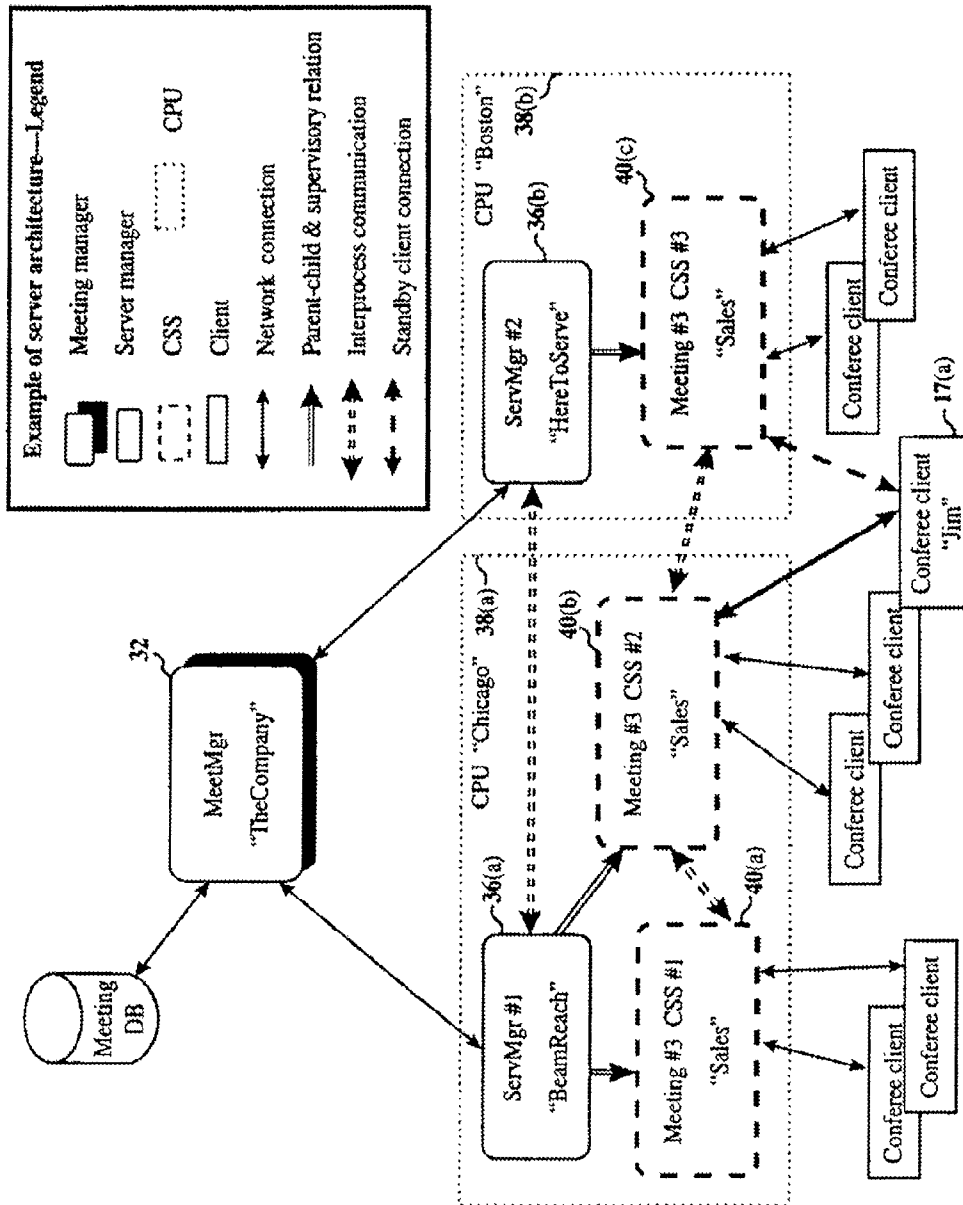 Example of server architecture—Legend
Meeting manager
Server manager
CSS
CPU
Client
Network connection
Parent-child & supervisory relation
Interprocess communication
Standby client connection
Meeting
DB
32
MeetMgr
“TheCompany”
CPU “Chicago”
38(a)
CPU “Boston”
38(b)
36(a)
ServMgr #1
“BeamReach”
36(b)
ServMgr #2
“HereToServe”
40(a)
Meeting #3 CSS #1
“Sales”
40(b)
Meeting #3 CSS #2
“Sales”
40(c)
Meeting #3 CSS #3
“Sales”
Conferee client
Conferee client
Conferee client
Conferee client
17(a)
Conferee client
“Jim”
Conferee client
Conferee client